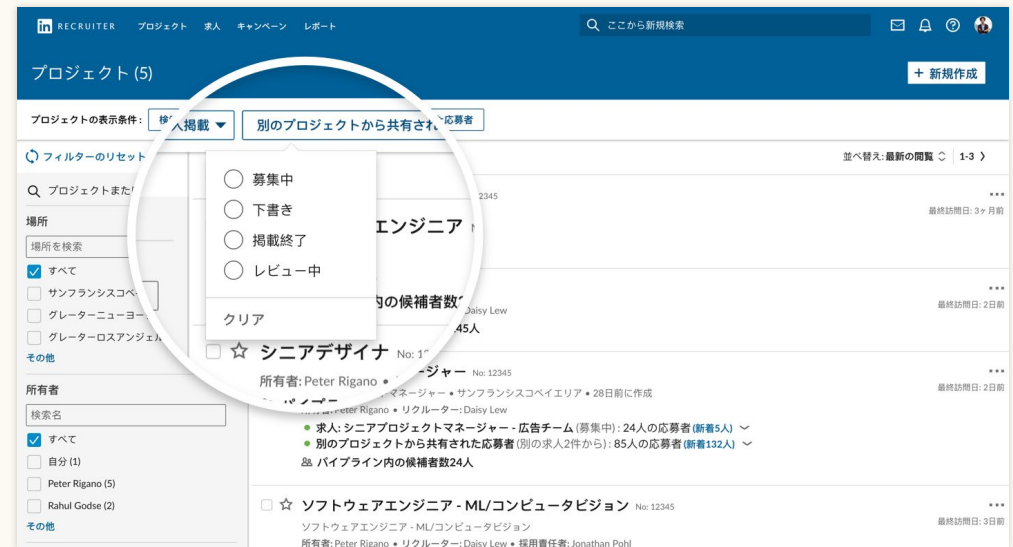 in RECRUITER プロジェクト 求人 キャンペーン レポート ここから新規検索
プロジェクト (5)
+ 新規作成
プロジェクトの表示条件:
掲載
別のプロジェクトから共有され
応募者
フィルターのリセット
並べ替え: 最新の閲覧 1-3
プロジェクトまた
場所
場所を検索
すべて
サンフランシスコベ
グレーターニューヨー
グレーターロスアンジェル
その他
所有者
検索名
すべて
自分 (1)
Peter Rigano (5)
Rahul Godse (2)
その他
募集中
下書き
掲載終了
レビュー中
クリア
2345
エンジニア
最終訪問日: 3ヶ月前
内の候補者数
Daisy Lew
45人
最終訪問日: 2日前
シニアデザイナ No: 12
所有者: Peter Rigano •
ージャー No: 12345
マネージャー • サンフランシスコベイエリア • 28日前に作成
Peter Rigano • リクルーター: Daisy Lew
最終訪問日: 2日前
• 求人: シニアプロジェクトマネージャー - 広告チーム (募集中) : 24人の応募者 (新着5人)
• 別のプロジェクトから共有された応募者 (別の求人2件から) : 85人の応募者 (新着132人)
パイプライン内の候補者数24人
ソフトウェアエンジニア - ML/コンピュータビジョン No: 12345
ソフトウェアエンジニア - ML/コンピュータビジョン
所有者: Peter Rigano • リクルーター: Daisy Lew • 採用責任者: Jonathan Pohl
最終訪問日: 3日前